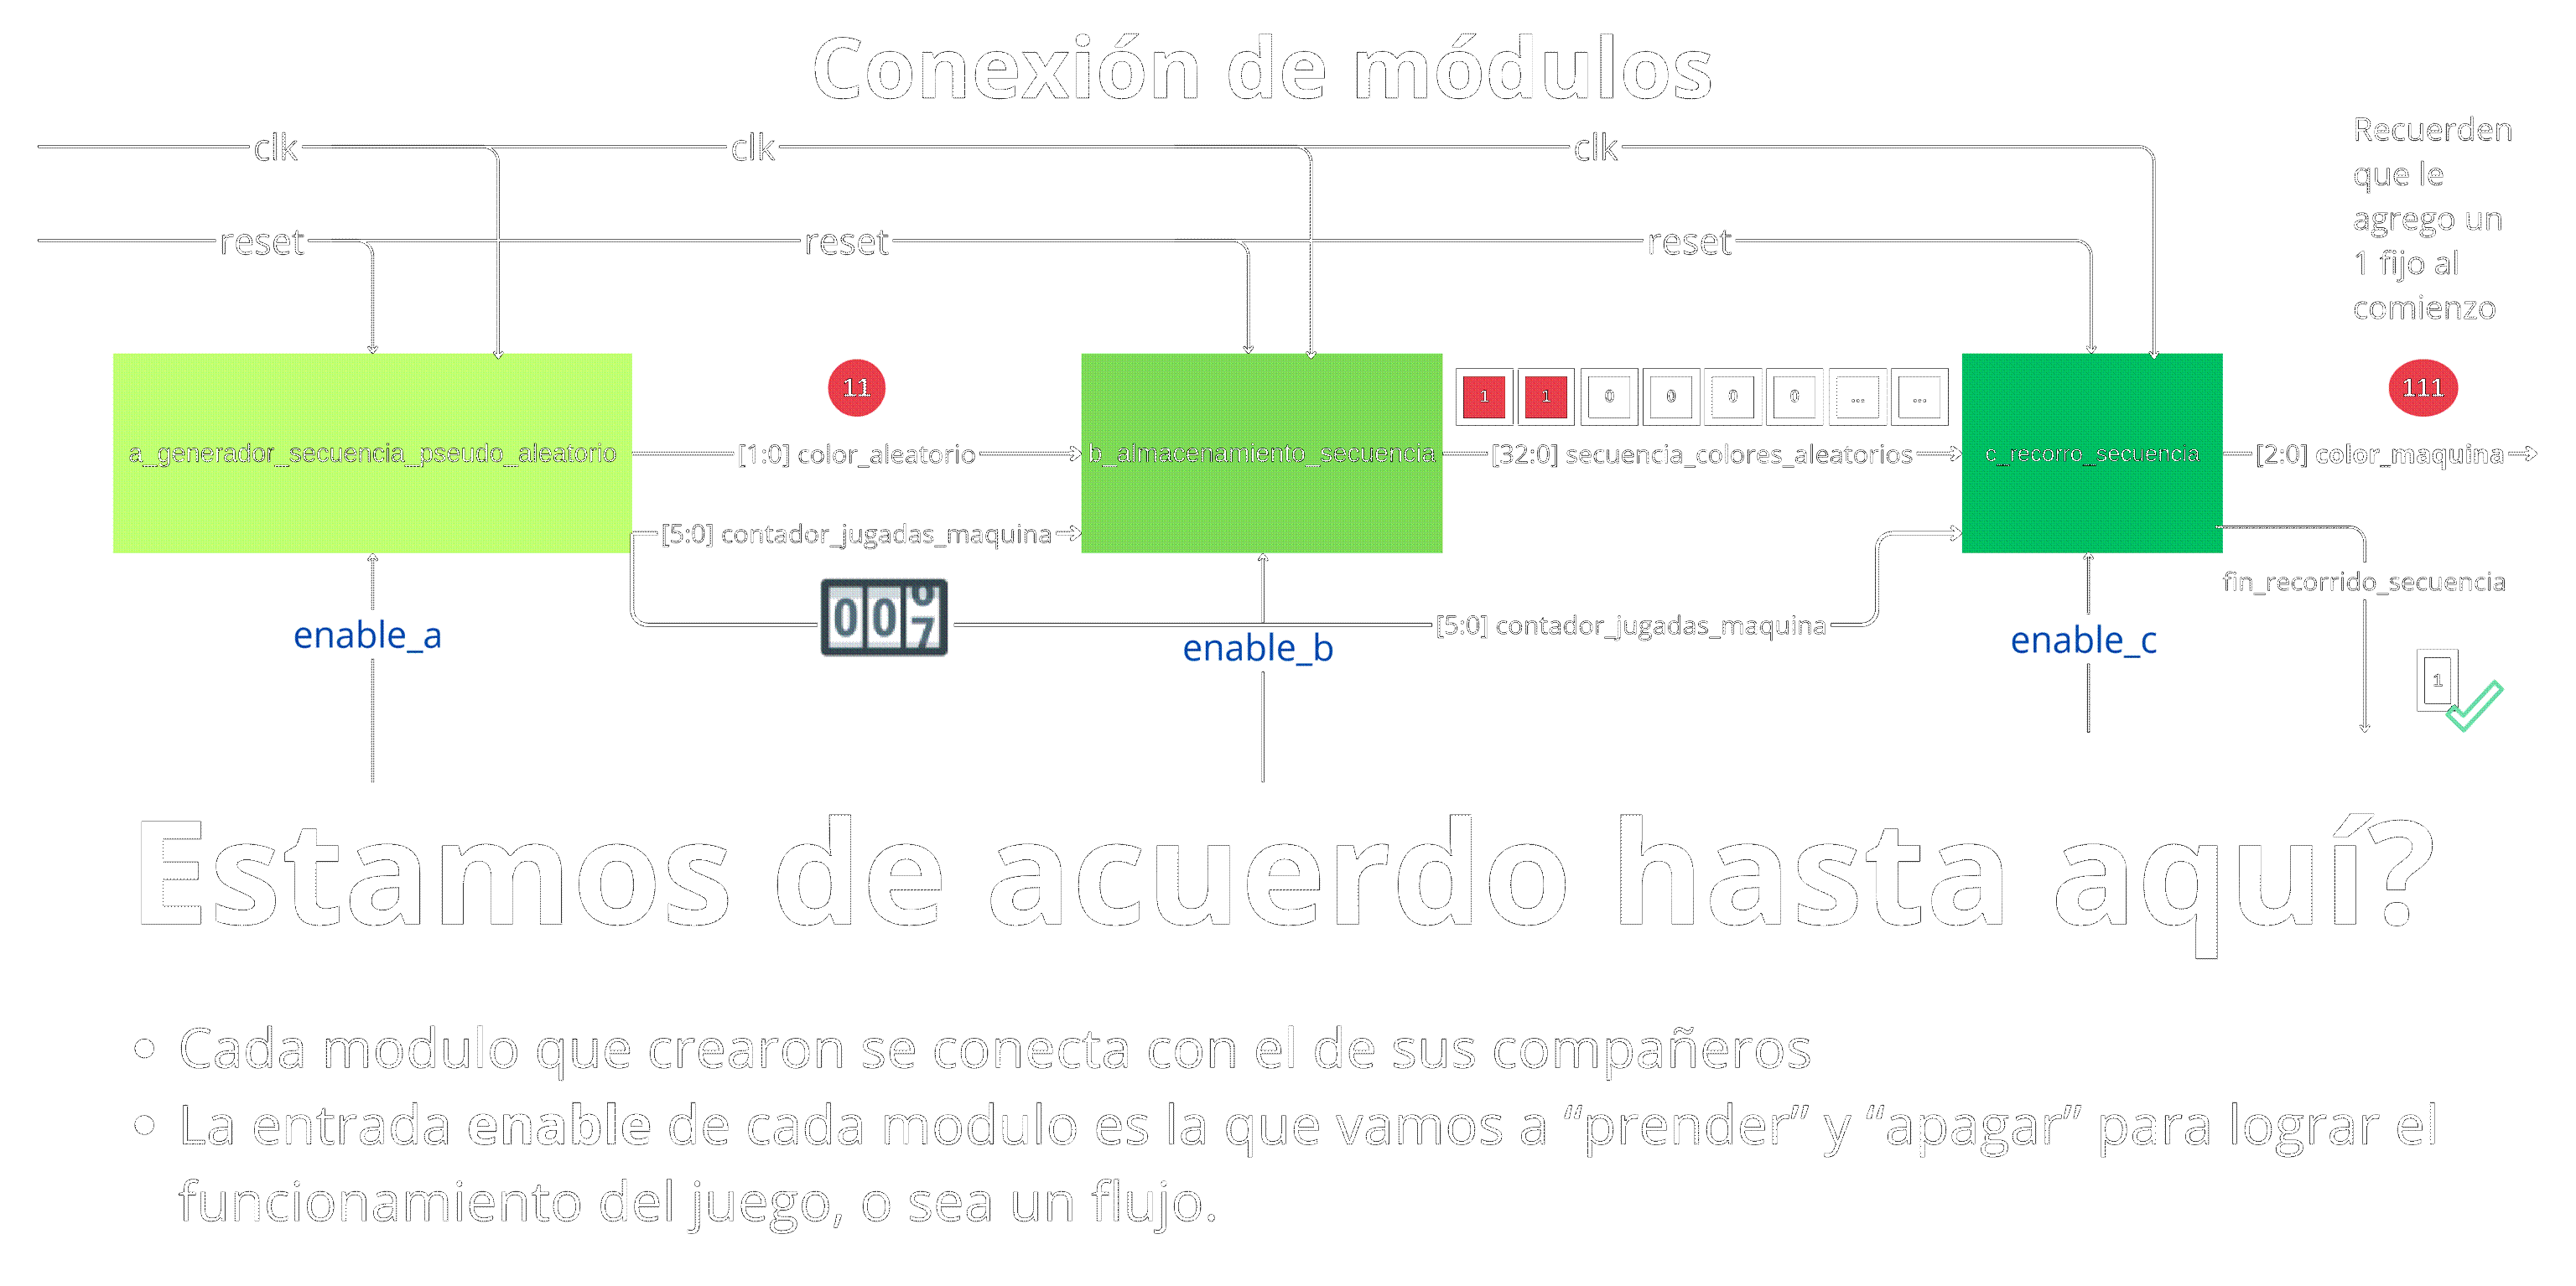 Conexión de módulos
clk clk clk
reset reset reset
Recuerden
que le
agrego un
1 fijo al
comienzo
11
1 1 0 0 0 0 ... ...
111
a_generador_secuencia_pseudo_aleatorio
[1:0] color_aleatorio
b_almacenamiento_secuencia
[32:0] secuencia_colores_aleatorios
c_recorro_secuencia
[2:0] color_maquina
[5:0] contador_jugadas_maquina
fin_recorrido_secuencia
007
[5:0] contador_jugadas_maquina
enable_a
enable_b
enable_c
1
Estamos de acuerdo hasta aquí?
• Cada modulo que crearon se conecta con el de sus compañeros
• La entrada enable de cada modulo es la que vamos a “prender” y “apagar” para lograr el
funcionamiento del juego, o sea un flujo.